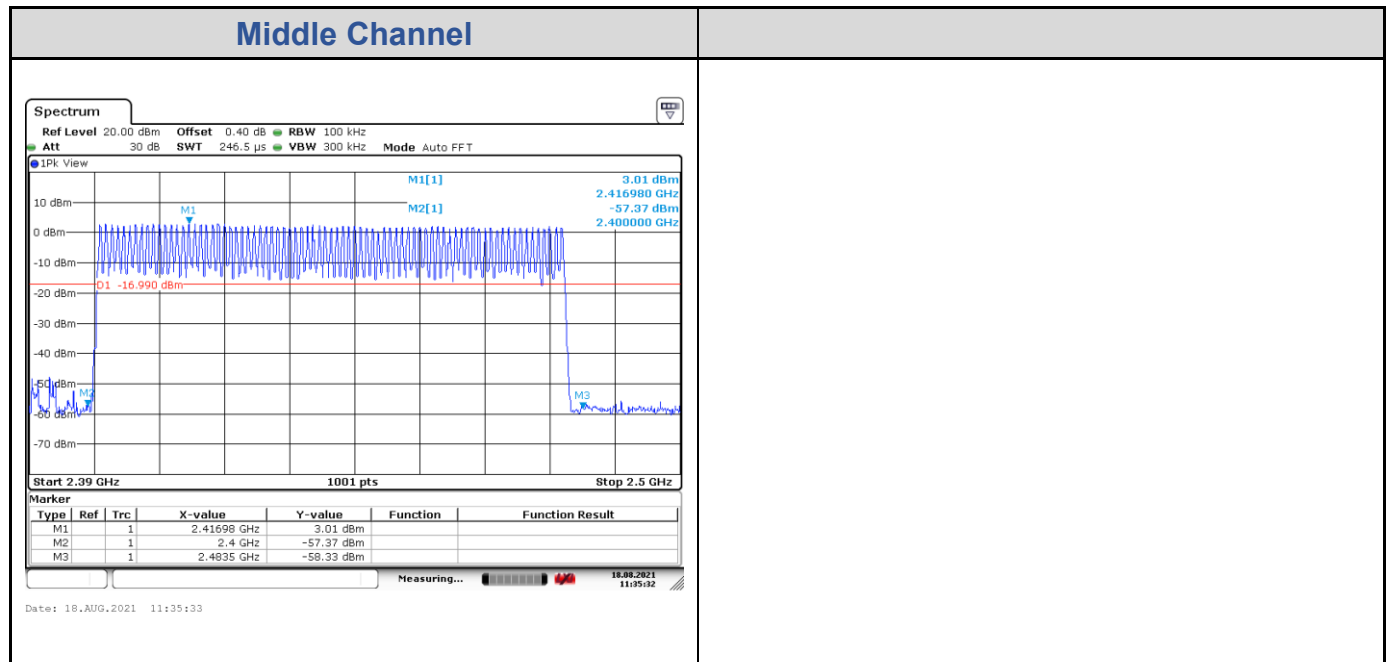 Middle Channel
Spectrum
Ref Level 20.00 dBm Offset 0.40 dB RBW 100 kHz
Att 30 dB SWT 246.5 µs VBW 300 kHz Mode Auto FFT
1Pk View
M1[1] 3.01 dBm
2.416980 GHz
10 dBm
M1
M2[1] -57.37 dBm
2.400000 GHz
0 dBm
-10 dBm
D1 -16.990 dBm
-20 dBm
-30 dBm
-40 dBm
-50 dBm
M2
M3
-60 dBm
-70 dBm
Start 2.39 GHz 1001 pts Stop 2.5 GHz
Marker
Type Ref Trc X-value Y-value Function Function Result
M1 1 2.41698 GHz 3.01 dBm
M2 1 2.4 GHz -57.37 dBm
M3 1 2.4835 GHz -58.33 dBm
Measuring... 18.08.2021
11:35:32
Date: 18.AUG.2021 11:35:33